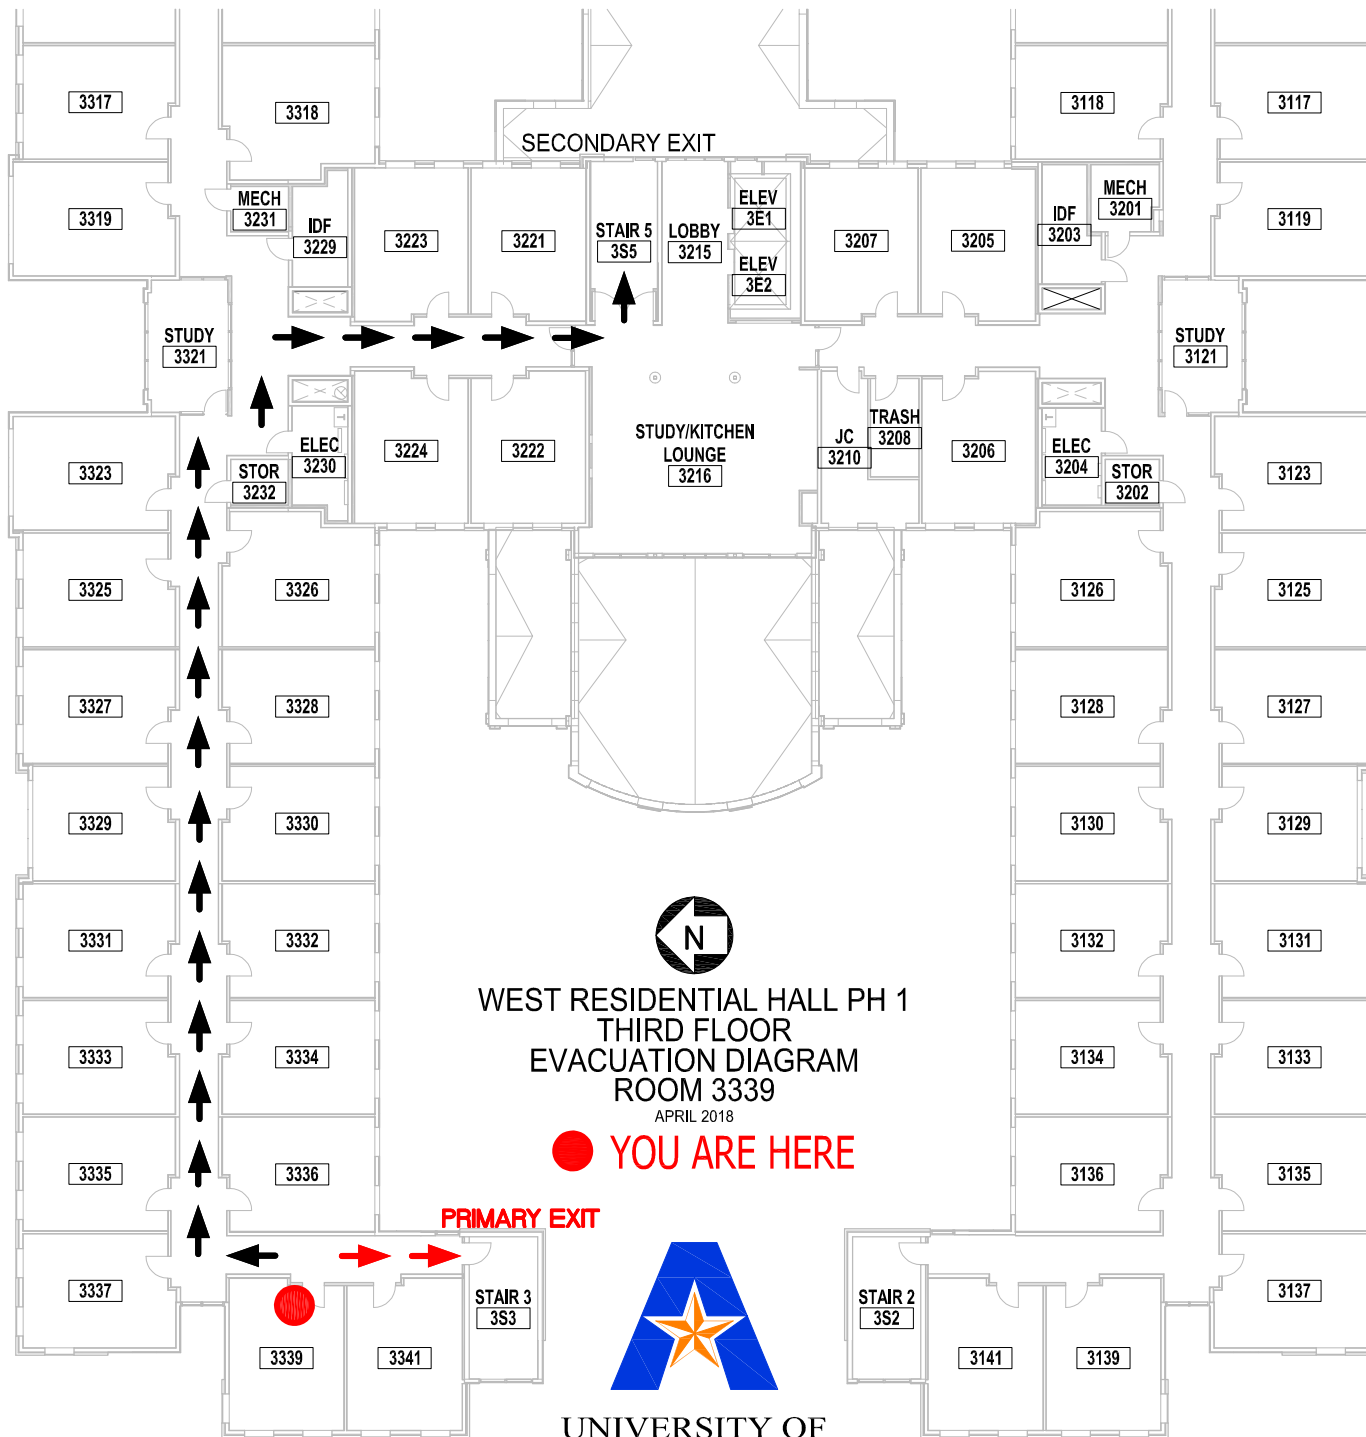 3317
3318
3118
3117
SECONDARY EXIT
3319
MECH
3231
IDF
3229
3223
3221
STAIR 5
3S5
LOBBY
3215
ELEV
3E1
ELEV
3E2
3207
3205
IDF
3203
MECH
3201
3119
STUDY
3321
STUDY
3121
3323
STOR
3232
ELEC
3230
3224
3222
STUDY/KITCHEN
LOUNGE
3216
JC
3210
TRASH
3208
3206
ELEC
3204
STOR
3202
3123
3325
3326
3126
3125
3327
3328
3128
3127
3329
3330
3130
3129
3331
3332
3132
3131
N
WEST RESIDENTIAL HALL PH 1
THIRD FLOOR
EVACUATION DIAGRAM
ROOM 3339
APRIL 2018
YOU ARE HERE
3333
3334
3134
3133
3335
3336
3136
3135
PRIMARY EXIT
3337
STAIR 3
3S3
STAIR 2
3S2
3137
3339
3341
3141
3139
UNIVERSITY OF